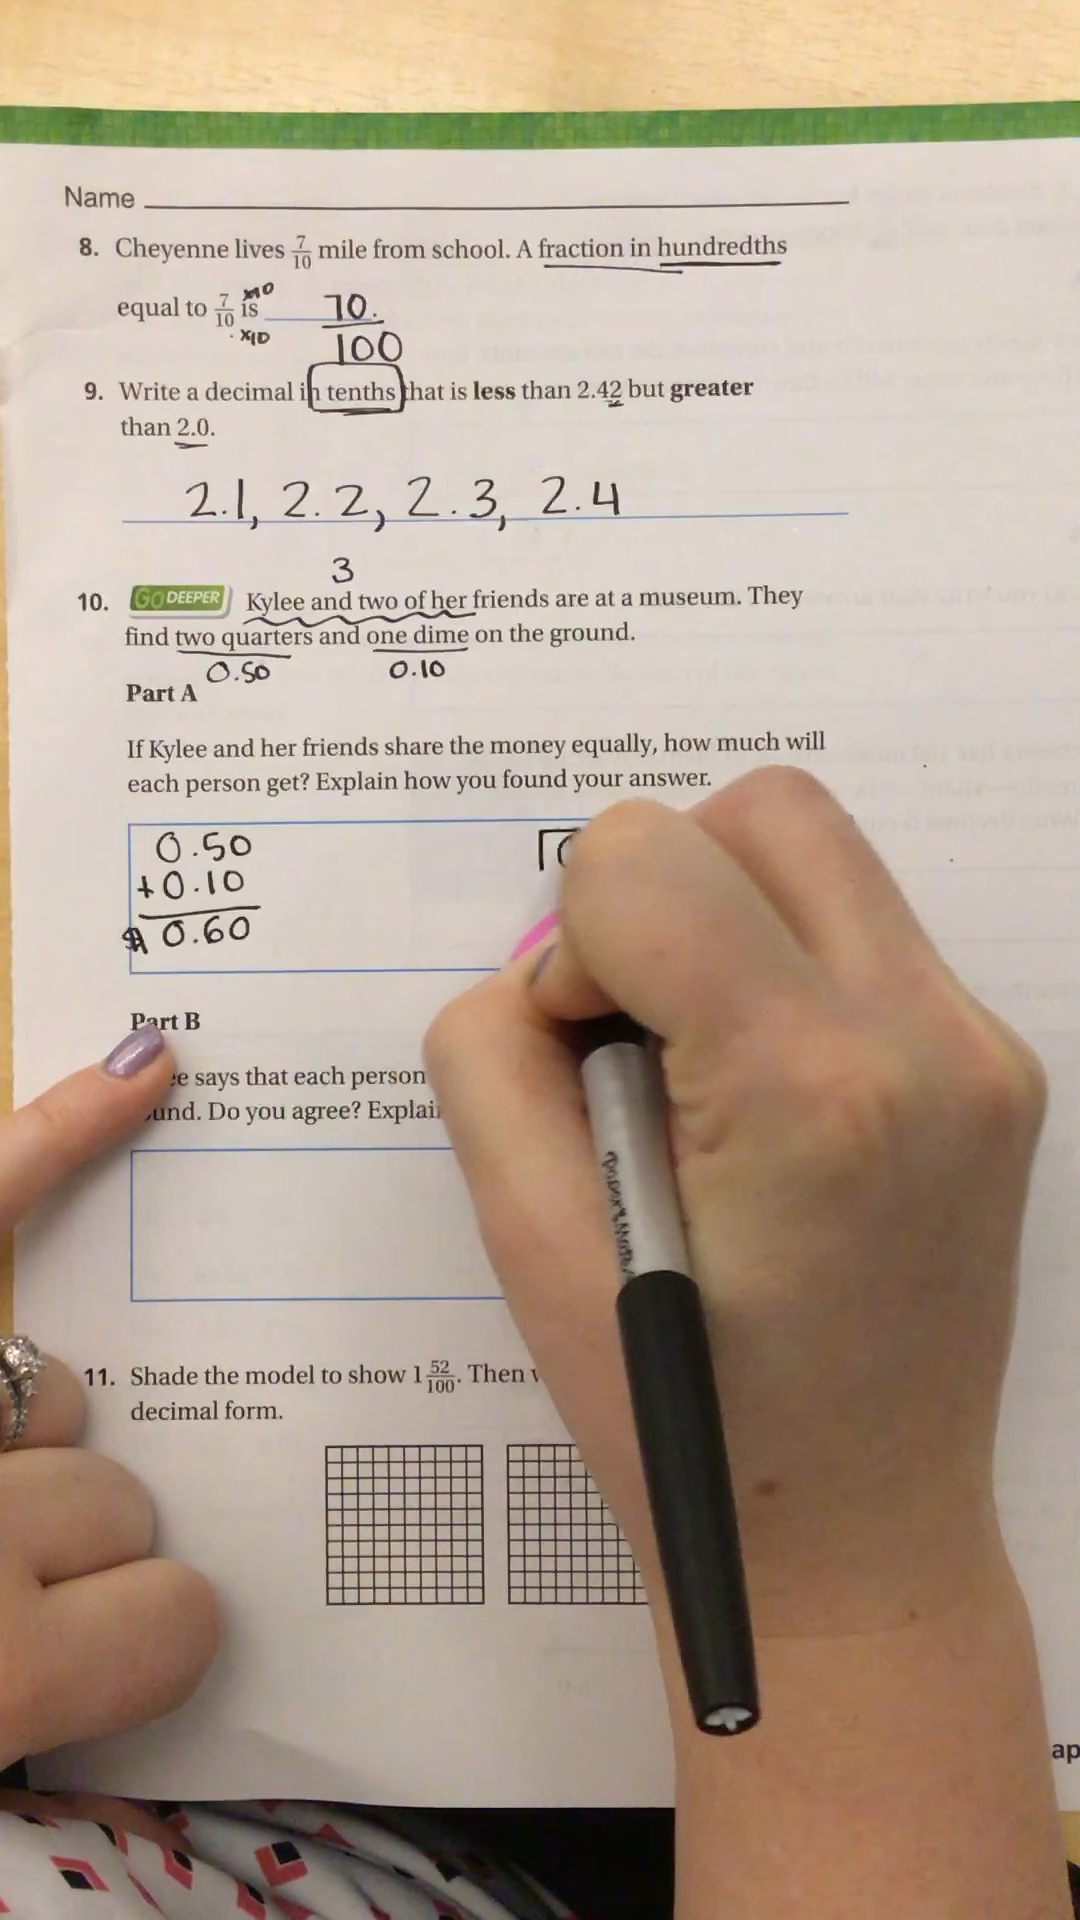 Name
8. Cheyenne lives 7/10 mile from school. A fraction in hundredths
×10
equal to 7/10 is 70.
×10 100
9. Write a decimal in tenths that is less than 2.42 but greater
than 2.0.
2.1, 2.2, 2.3, 2.4
3
10. Go DEEPER Kylee and two of her friends are at a museum. They
find two quarters and one dime on the ground.
0.50 0.10
Part A
If Kylee and her friends share the money equally, how much will
each person get? Explain how you found your answer.
0.50
+0.10
$0.60
Part B
says that each person
Do you agree?
11. Shade the model to show 1 52/100. Then
decimal form.